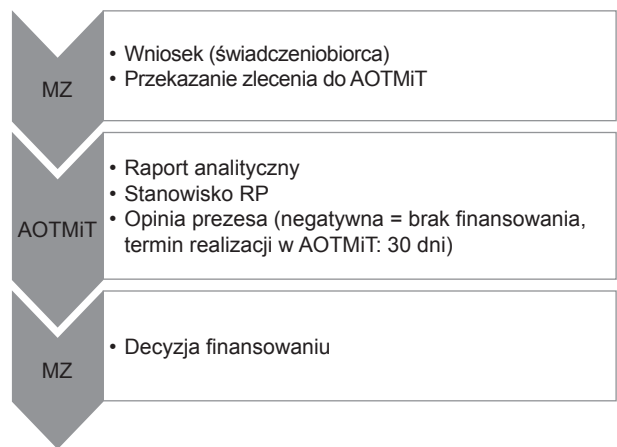 MZ
• Wniosek (świadczeniobiorca)
• Przekazanie zlecenia do AOTMiT
AOTMiT
• Raport analityczny
• Stanowisko RP
• Opinia prezesa (negatywna = brak finansowania,
termin realizacji w AOTMiT: 30 dni)
MZ
• Decyzja finansowaniu